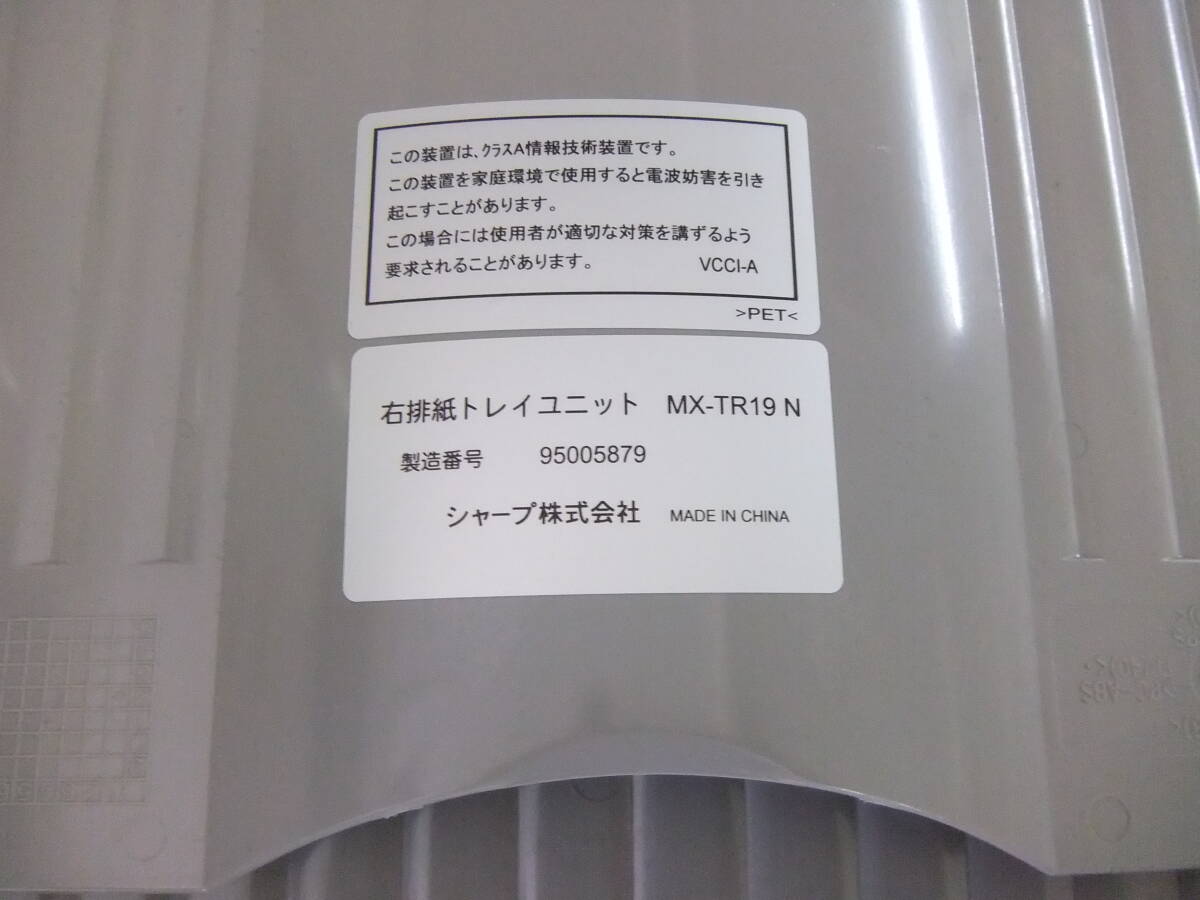 この装置は、クラスA情報技術装置です。
この装置を家庭環境で使用すると電波妨害を引き
起こすことがあります。
この場合には使用者が適切な対策を講ずるよう
要求されることがあります。 VCCI-A
>PET<
右排紙トレイユニット MX-TR19 N
製造番号 95005879
シャープ株式会社 MADE IN CHINA